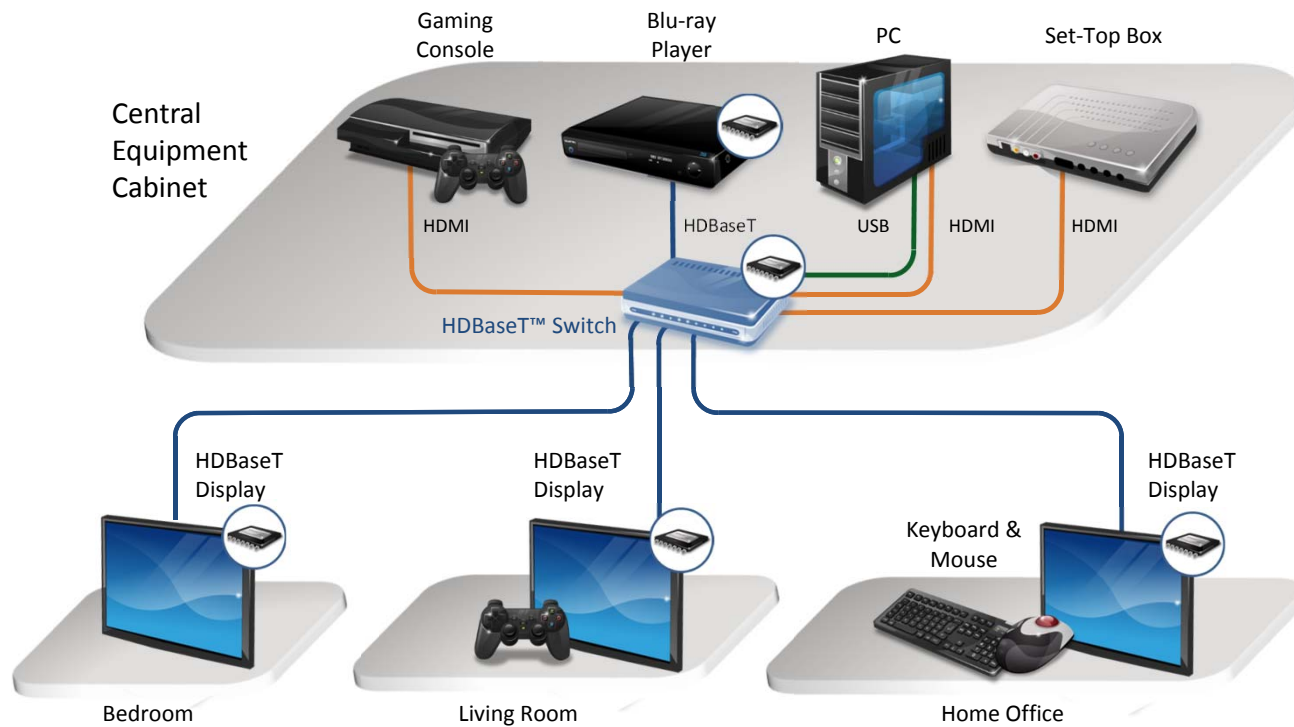 Gaming
Console
Blu-ray
Player
PC
Set-Top Box
Central
Equipment
Cabinet
HDMI
HDBaseT
USB
HDMI
HDMI
HDBaseT™ Switch
HDBaseT
Display
HDBaseT
Display
HDBaseT
Display
Keyboard &
Mouse
Bedroom
Living Room
Home Office